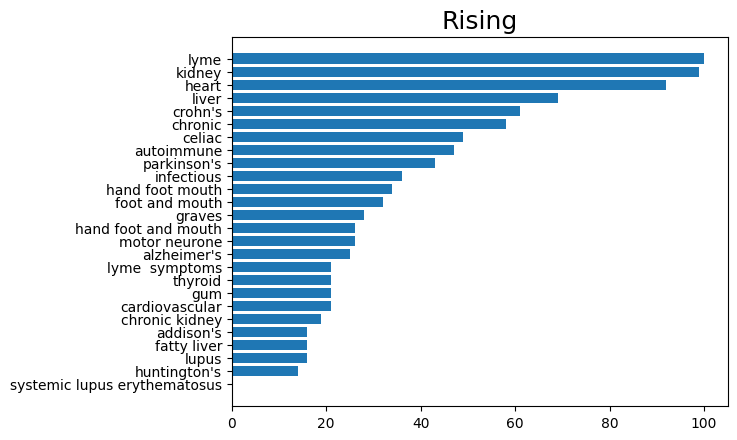 Rising
lyme
kidney
heart
liver
crohn's
chronic
celiac
autoimmune
parkinson's
infectious
hand foot mouth
foot and mouth
graves
hand foot and mouth
motor neurone
alzheimer's
lyme  symptoms
thyroid
gum
cardiovascular
chronic kidney
addison's
fatty liver
lupus
huntington's
systemic lupus erythematosus
0 20 40 60 80 100